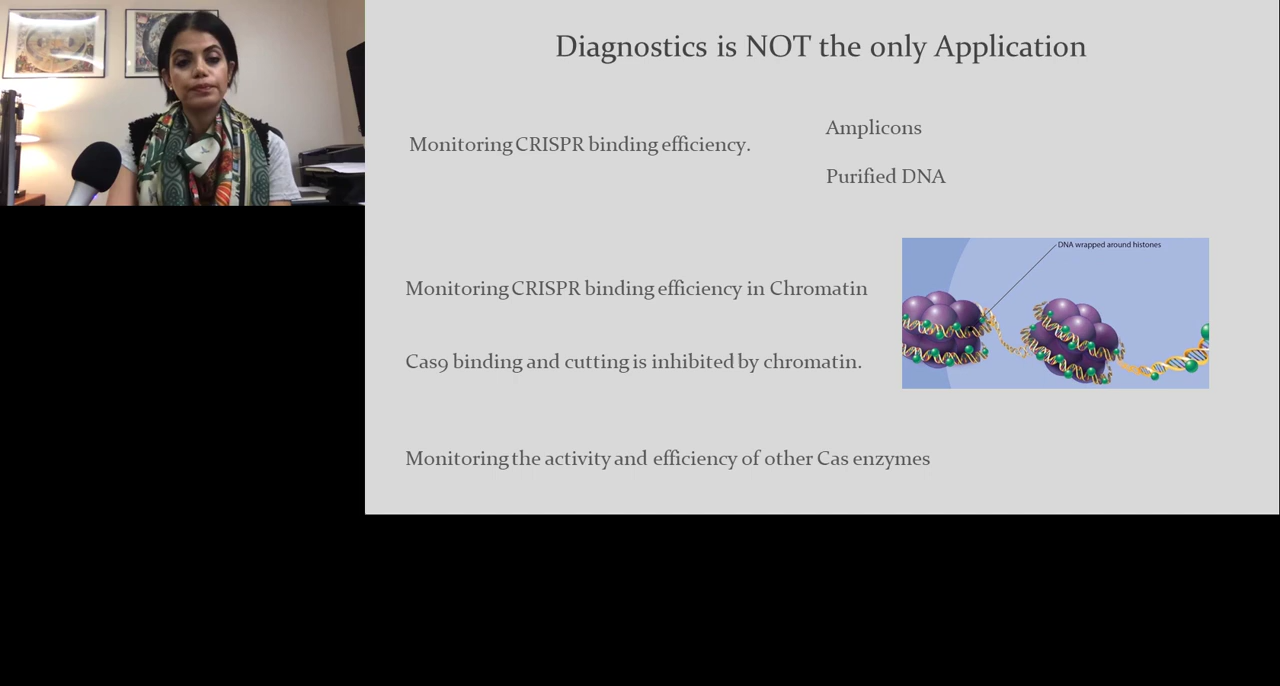 Diagnostics is NOT the only Application
Monitoring CRISPR binding efficiency.
Amplicons
Purified DNA
DNA wrapped around histones
Monitoring CRISPR binding efficiency in Chromatin
Cas9 binding and cutting is inhibited by chromatin.
Monitoring the activity and efficiency of other Cas enzymes